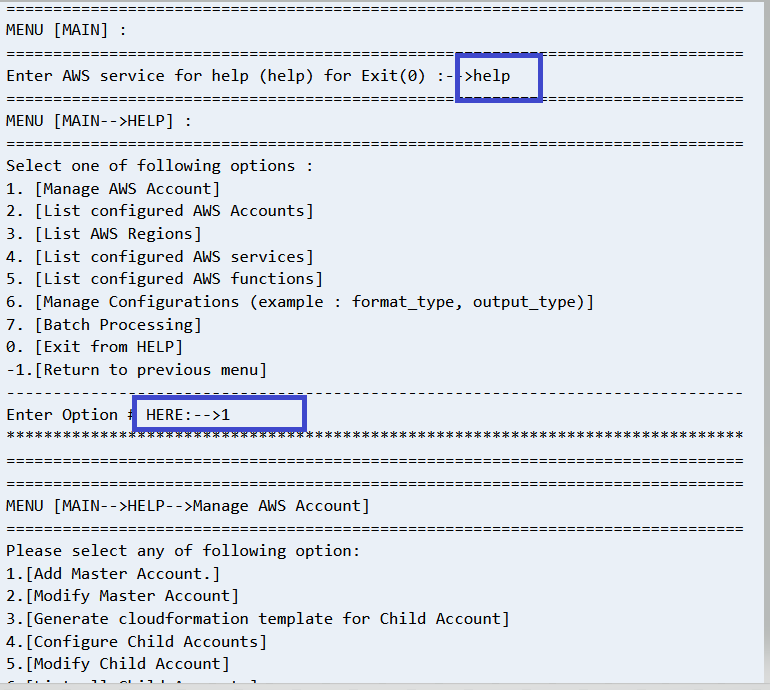 ===============================================================================
MENU [MAIN] :
===============================================================================
Enter AWS service for help (help) for Exit(0) :-->help
===============================================================================
MENU [MAIN-->HELP] :
===============================================================================
Select one of following options :
1. [Manage AWS Account]
2. [List configured AWS Accounts]
3. [List AWS Regions]
4. [List configured AWS services]
5. [List configured AWS functions]
6. [Manage Configurations (example : format_type, output_type)]
7. [Batch Processing]
0. [Exit from HELP]
-1.[Return to previous menu]
-------------------------------------------------------------------------------
Enter Option # HERE:-->1
*******************************************************************************
===============================================================================
===============================================================================
MENU [MAIN-->HELP-->Manage AWS Account]
===============================================================================
Please select any of following option:
1.[Add Master Account.]
2.[Modify Master Account]
3.[Generate cloudformation template for Child Account]
4.[Configure Child Accounts]
5.[Modify Child Account]